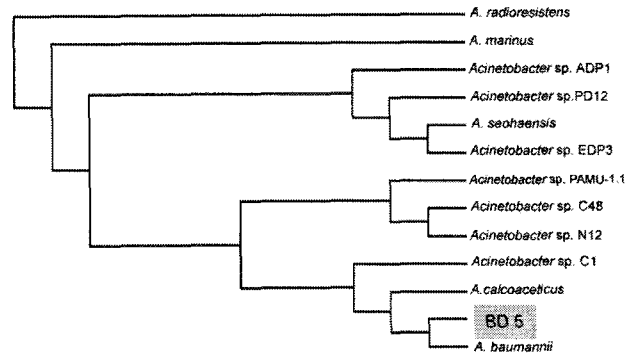 A. radioresistens
A. marinus
Acinetobacter sp. ADP1
Acinetobacter sp.PD12
A. seohaensis
Acinetobacter sp. EDP3
Acinetobacter sp. PAMU-1.1
Acinetobacter sp. C48
Acinetobacter sp. N12
Acinetobacter sp. C1
A.calcoaceticus
BD 5
A. baumannii